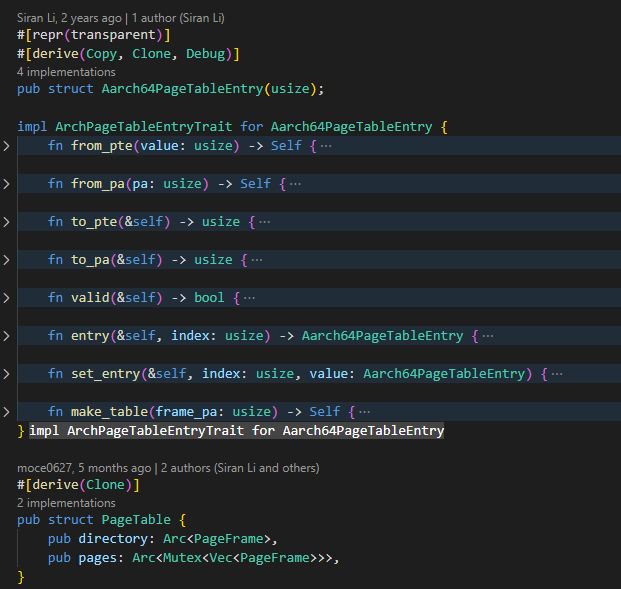 Siran Li, 2 years ago | 1 author (Siran Li)
#[repr(transparent)]
#[derive(Copy, Clone, Debug)]
4 implementations
pub struct Aarch64PageTableEntry(usize);
impl ArchPageTableEntryTrait for Aarch64PageTableEntry {
fn from_pte(value: usize) -> Self {⋯
fn from_pa(pa: usize) -> Self {⋯
fn to_pte(&self) -> usize {⋯
fn to_pa(&self) -> usize {⋯
fn valid(&self) -> bool {⋯
fn entry(&self, index: usize) -> Aarch64PageTableEntry {⋯
fn set_entry(&self, index: usize, value: Aarch64PageTableEntry) {⋯
fn make_table(frame_pa: usize) -> Self {⋯
} impl ArchPageTableEntryTrait for Aarch64PageTableEntry
moce0627, 5 months ago | 2 authors (Siran Li and others)
#[derive(Clone)]
2 implementations
pub struct PageTable {
pub directory: Arc<PageFrame>,
pub pages: Arc<Mutex<Vec<PageFrame>>>,
}